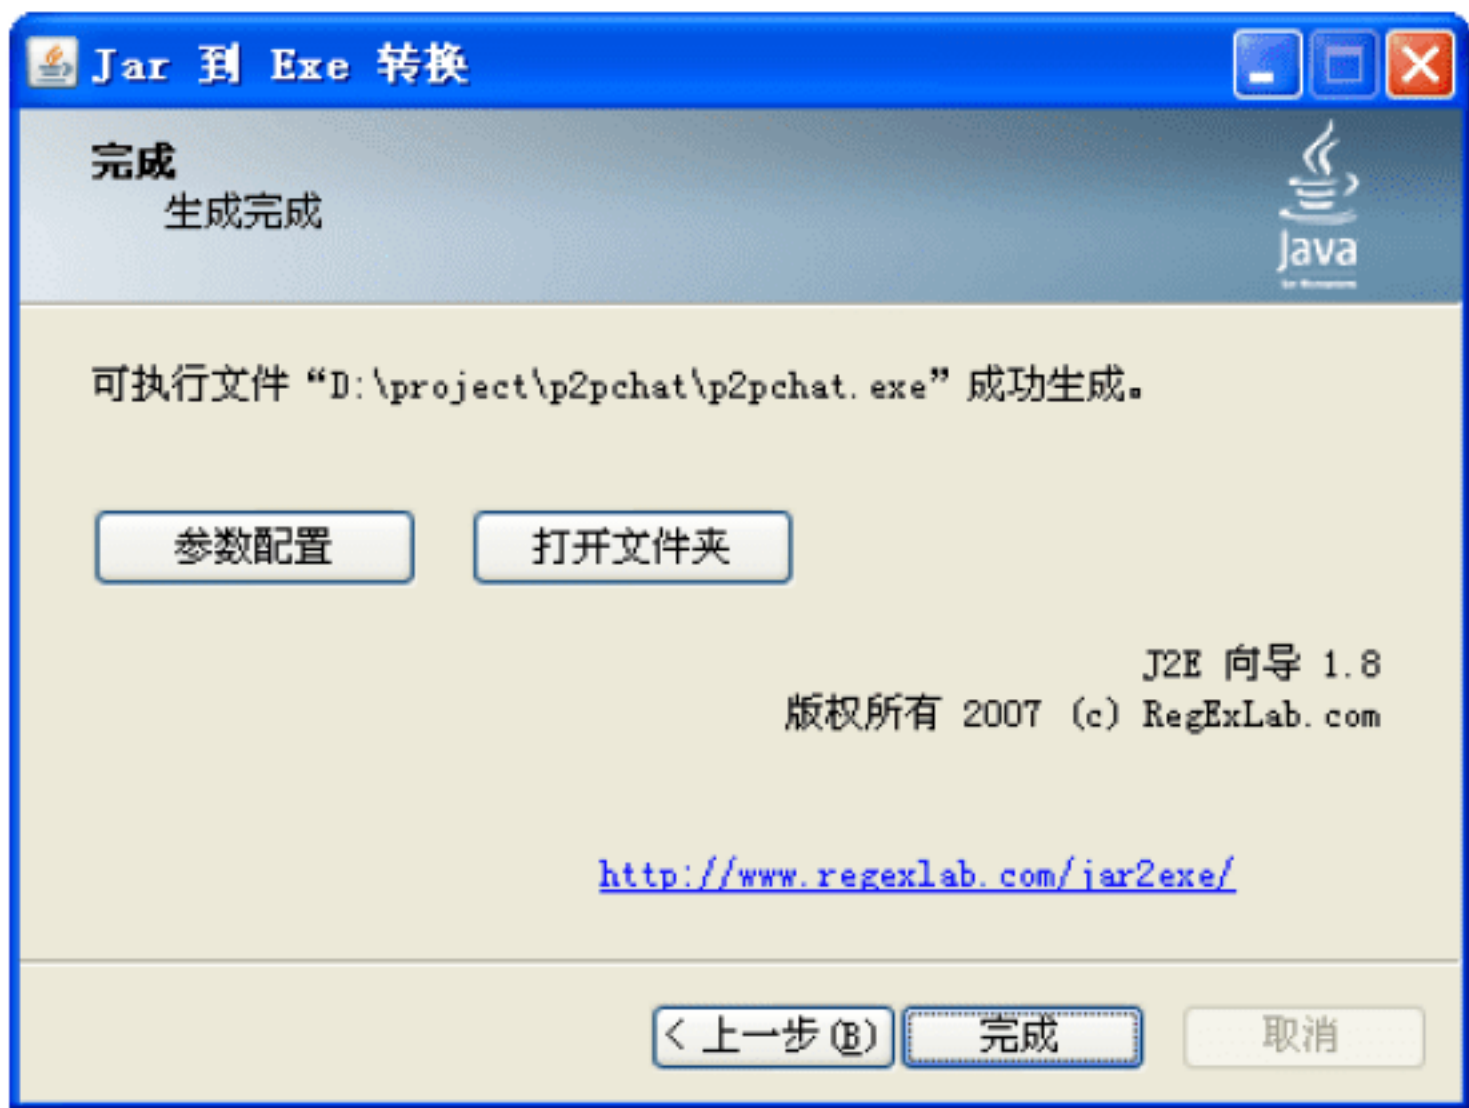 Jar 到 Exe 转换
完成
生成完成
Java
可执行文件“D:\project\p2pchat\p2pchat.exe”成功生成。
参数配置
打开文件夹
J2E 向导 1.8
版权所有 2007 (c) RegExLab.com
http://www.regexlab.com/jar2exe/
< 上一步(B)
完成
取消